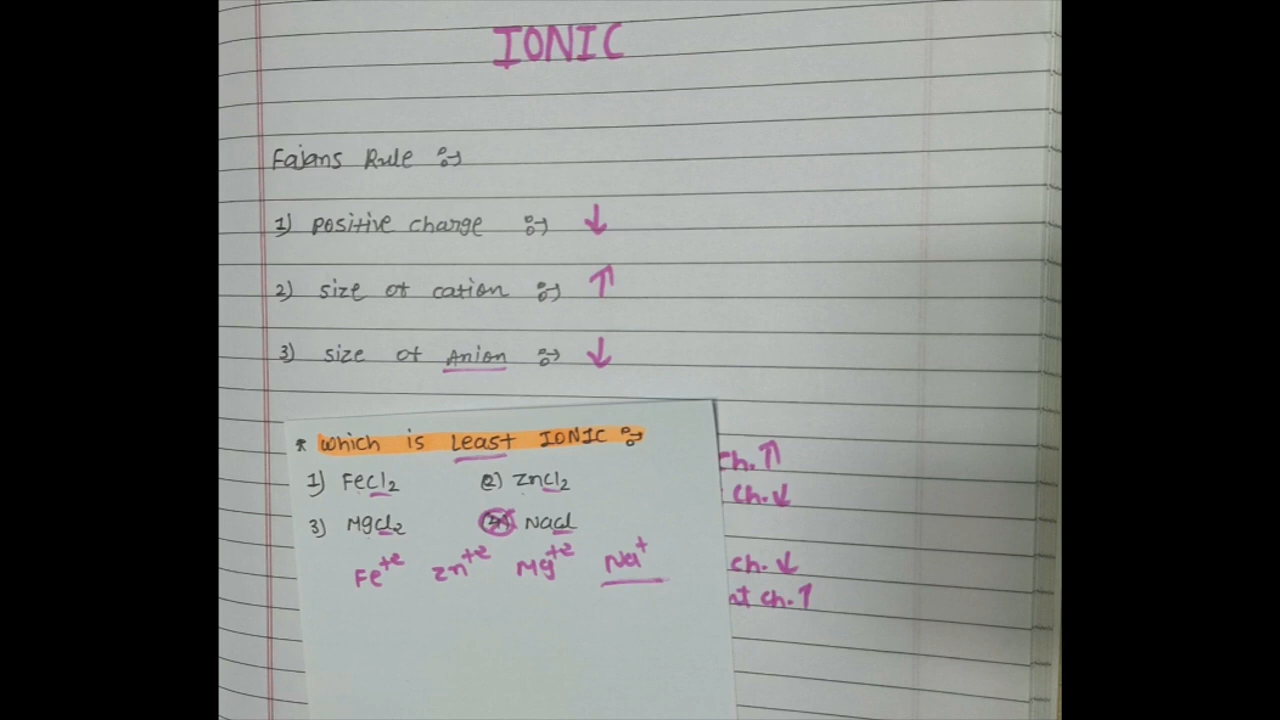 IONIC
Fajans Rule :→
1) positive charge :→ ↓
2) size of cation :→ ↑
3) size of Anion :→ ↓
* which is Least IONIC :→
1) FeCl2 2) ZnCl2
3) MgCl2 4) NaCl
Fe+2 Zn+2 Mg+2 Na+
ch. ↑
ch. ↓
ch. ↓
ch. ↑